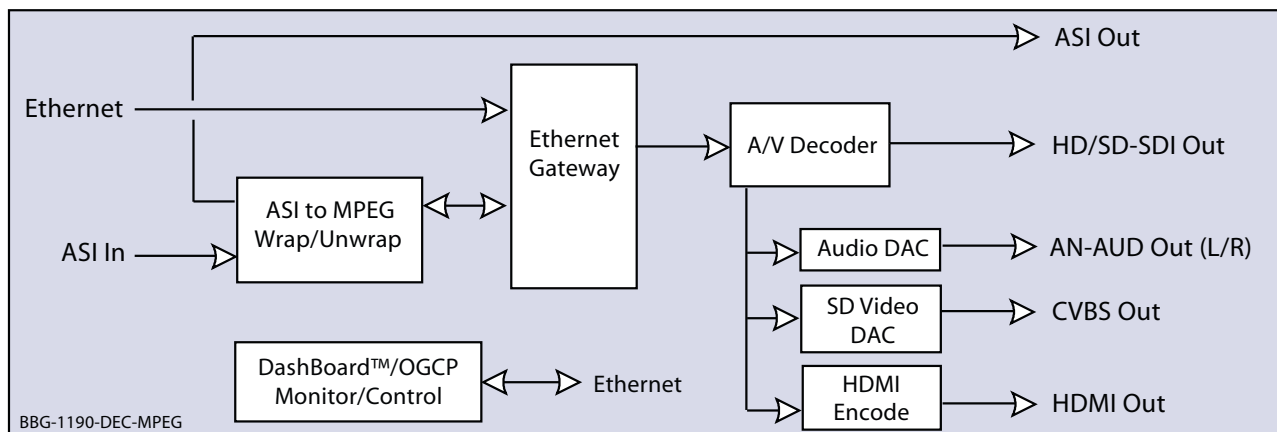 ASI Out
Ethernet
Ethernet
Gateway
A/V Decoder
HD/SD-SDI Out
ASI to MPEG
Wrap/Unwrap
ASI In
Audio DAC
AN-AUD Out (L/R)
SD Video
DAC
CVBS Out
DashBoard™/OGCP
Monitor/Control
Ethernet
HDMI
Encode
HDMI Out
BBG-1190-DEC-MPEG